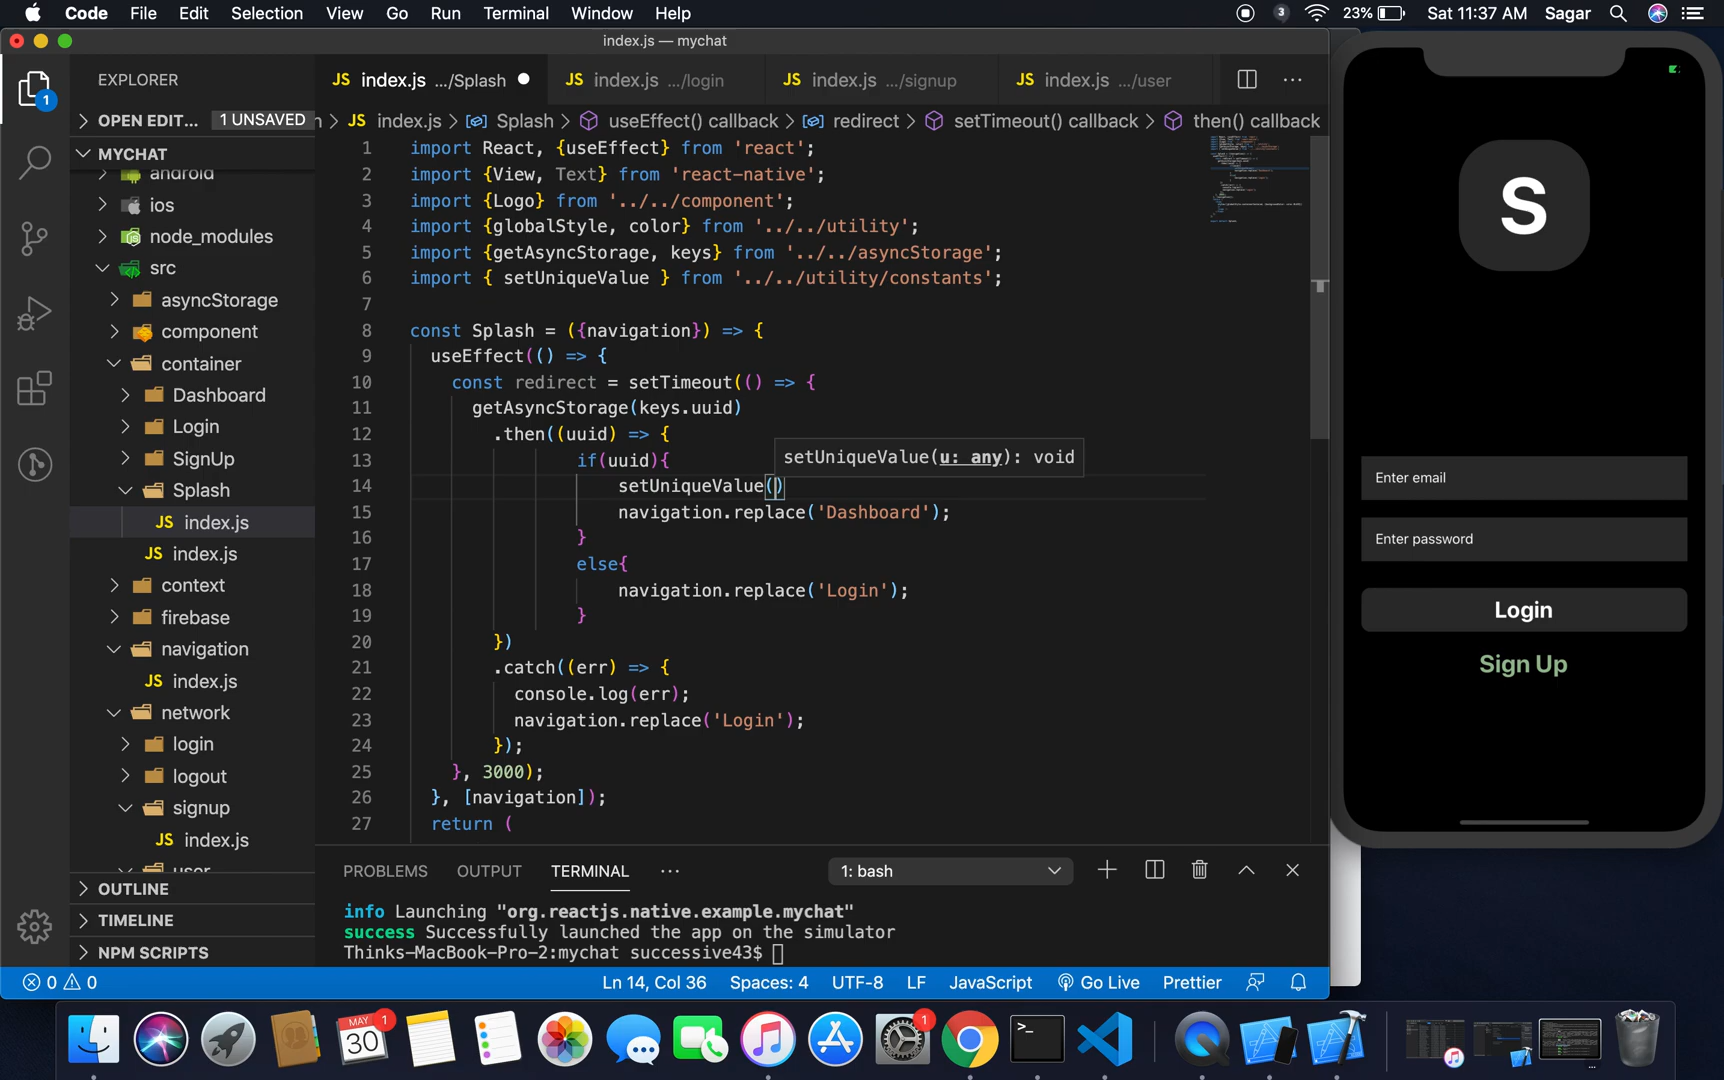 Code File Edit Selection View Go Run Terminal Window Help 3 23% Sat 11:37 AM Sagar
index.js — mychat
EXPLORER
JS index.js .../Splash
JS index.js .../login
JS index.js .../signup
JS index.js .../user
OPEN EDIT... 1 UNSAVED
JS index.js > Splash > useEffect() callback > redirect > setTimeout() callback > then() callback
MYCHAT
android
ios
node_modules
src
asyncStorage
component
container
Dashboard
Login
SignUp
Splash
JS index.js
JS index.js
context
firebase
navigation
JS index.js
network
login
logout
signup
JS index.js
user
OUTLINE
TIMELINE
NPM SCRIPTS
1 import React, {useEffect} from 'react';
2 import {View, Text} from 'react-native';
3 import {Logo} from '../../component';
4 import {globalStyle, color} from '../../utility';
5 import {getAsyncStorage, keys} from '../../asyncStorage';
6 import { setUniqueValue } from '../../utility/constants';
7
8 const Splash = ({navigation}) => {
9 useEffect(() => {
10 const redirect = setTimeout(() => {
11 getAsyncStorage(keys.uuid)
12 .then((uuid) => {
13 if(uuid){
setUniqueValue(u: any): void
14 setUniqueValue()
15 navigation.replace('Dashboard');
16 }
17 else{
18 navigation.replace('Login');
19 }
20 })
21 .catch((err) => {
22 console.log(err);
23 navigation.replace('Login');
24 });
25 }, 3000);
26 }, [navigation]);
27 return (
PROBLEMS OUTPUT TERMINAL ... 1: bash
info Launching "org.reactjs.native.example.mychat"
success Successfully launched the app on the simulator
Thinks-MacBook-Pro-2:mychat successive43$
0 0 Ln 14, Col 36 Spaces: 4 UTF-8 LF JavaScript Go Live Prettier
S
Enter email
Enter password
Login
Sign Up
MAY
30
1
1
1